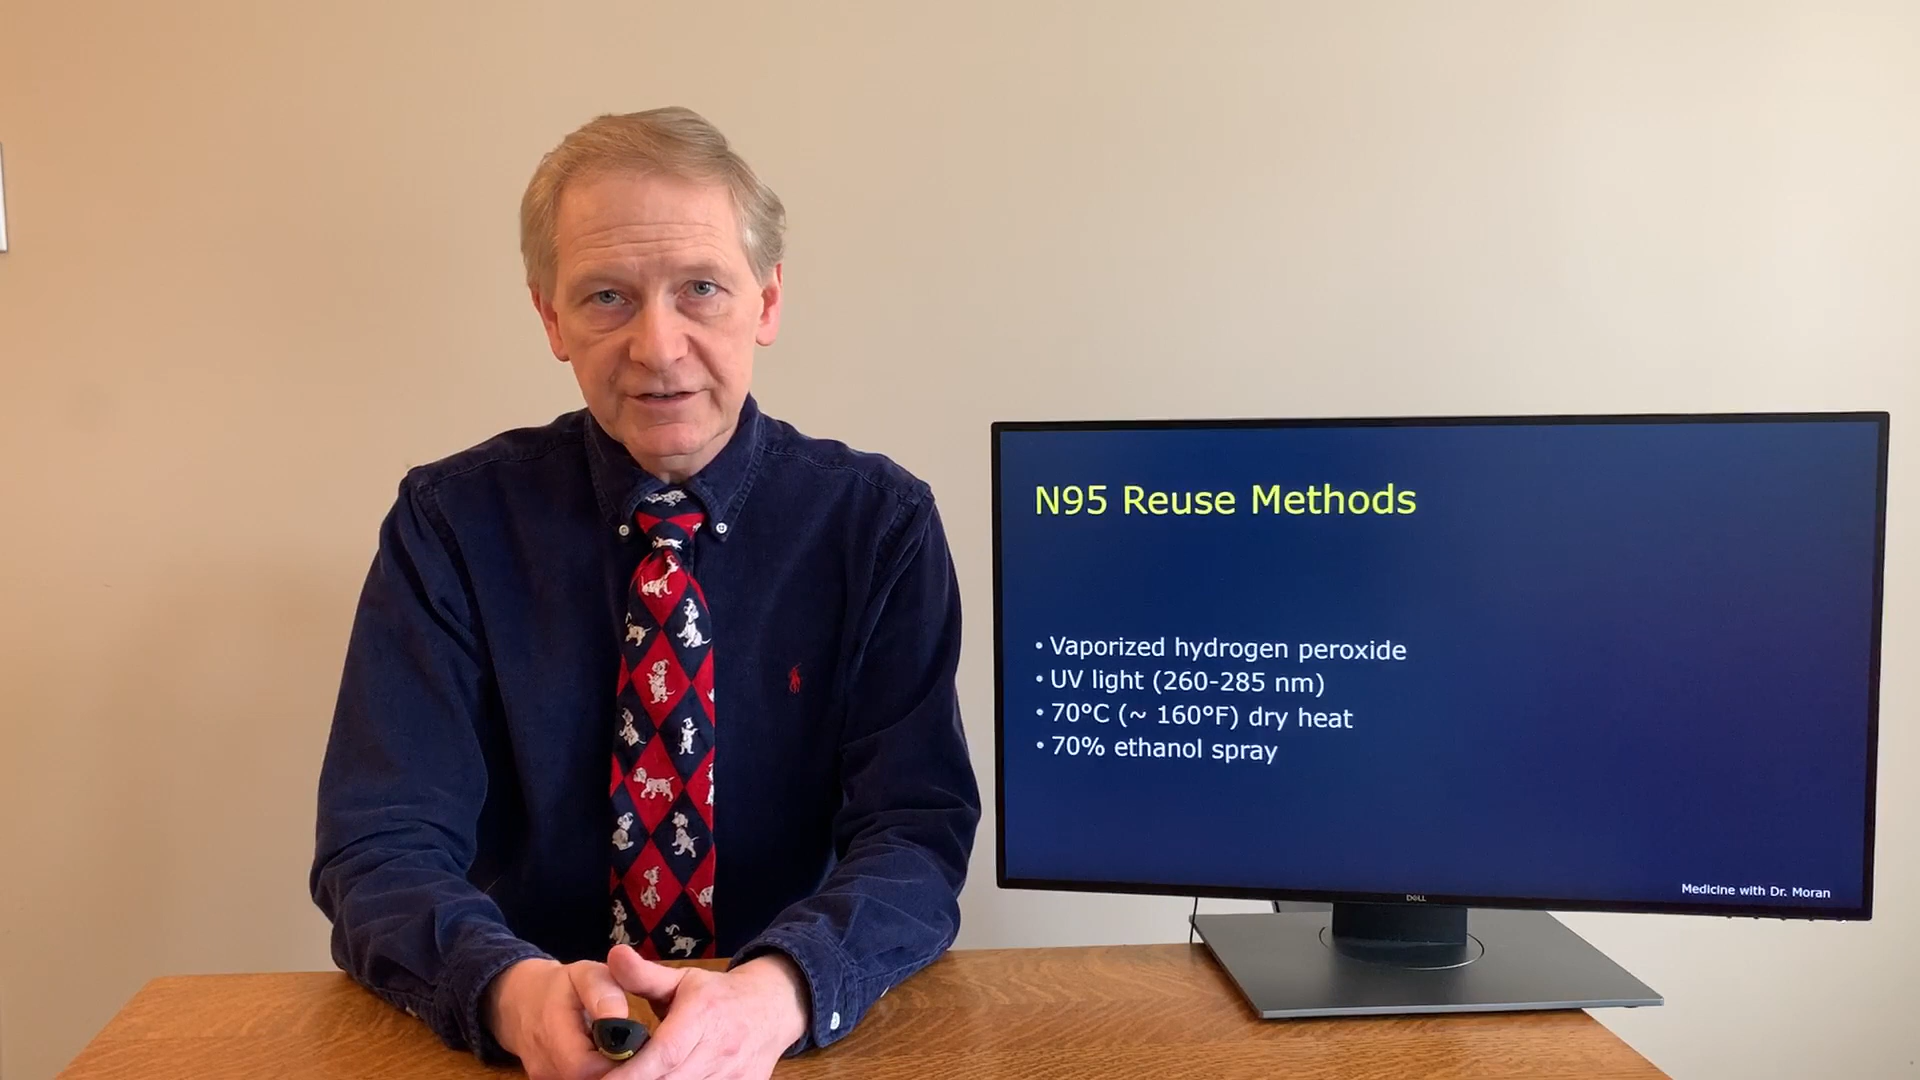 N95 Reuse Methods
• Vaporized hydrogen peroxide
• UV light (260-285 nm)
• 70°C (~ 160°F) dry heat
• 70% ethanol spray
Medicine with Dr. Moran
DELL